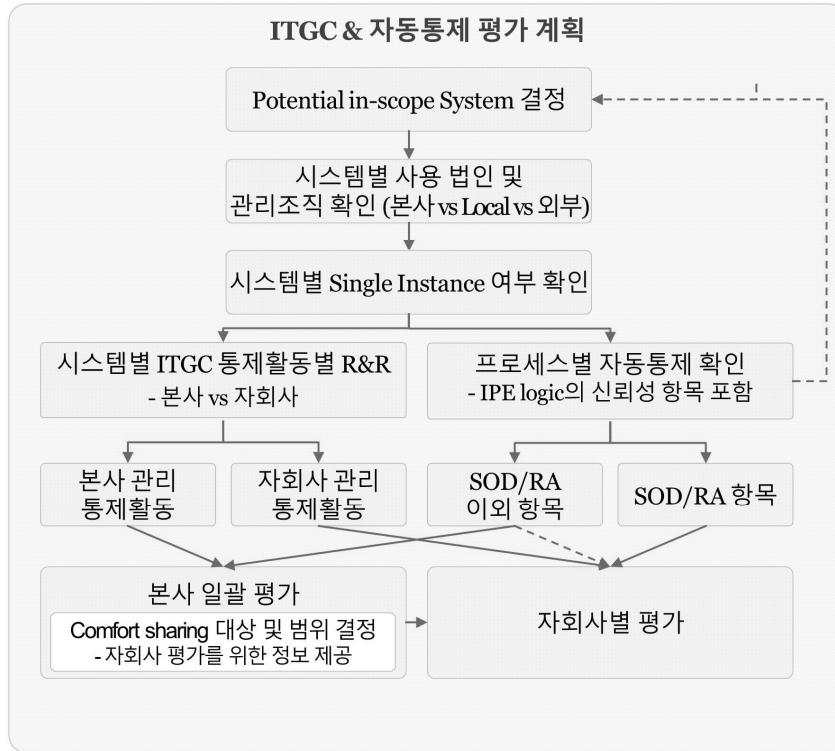 ITGC & 자동통제 평가 계획
Potential in-scope System 결정
시스템별 사용 법인 및
관리조직 확인 (본사 vs Local vs 외부)
시스템별 Single Instance 여부 확인
시스템별 ITGC 통제활동별 R&R
- 본사 vs 자회사
프로세스별 자동통제 확인
- IPE logic의 신뢰성 항목 포함
본사 관리
통제활동
자회사 관리
통제활동
SOD/RA
이외 항목
SOD/RA 항목
본사 일괄 평가
Comfort sharing 대상 및 범위 결정
- 자회사 평가를 위한 정보 제공
자회사별 평가